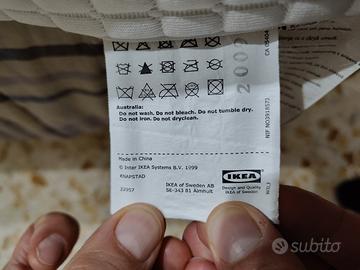 Australia:
Do not wash. Do not bleach. Do not tumble dry.
Do not iron. Do not dryclean.
Made in China
© Inter IKEA Systems B.V. 1999
KNAPSTAD
22957
IKEA of Sweden AB
SE-343 81 Älmhult
IKEA
Design and Quality
IKEA of Sweden
subito